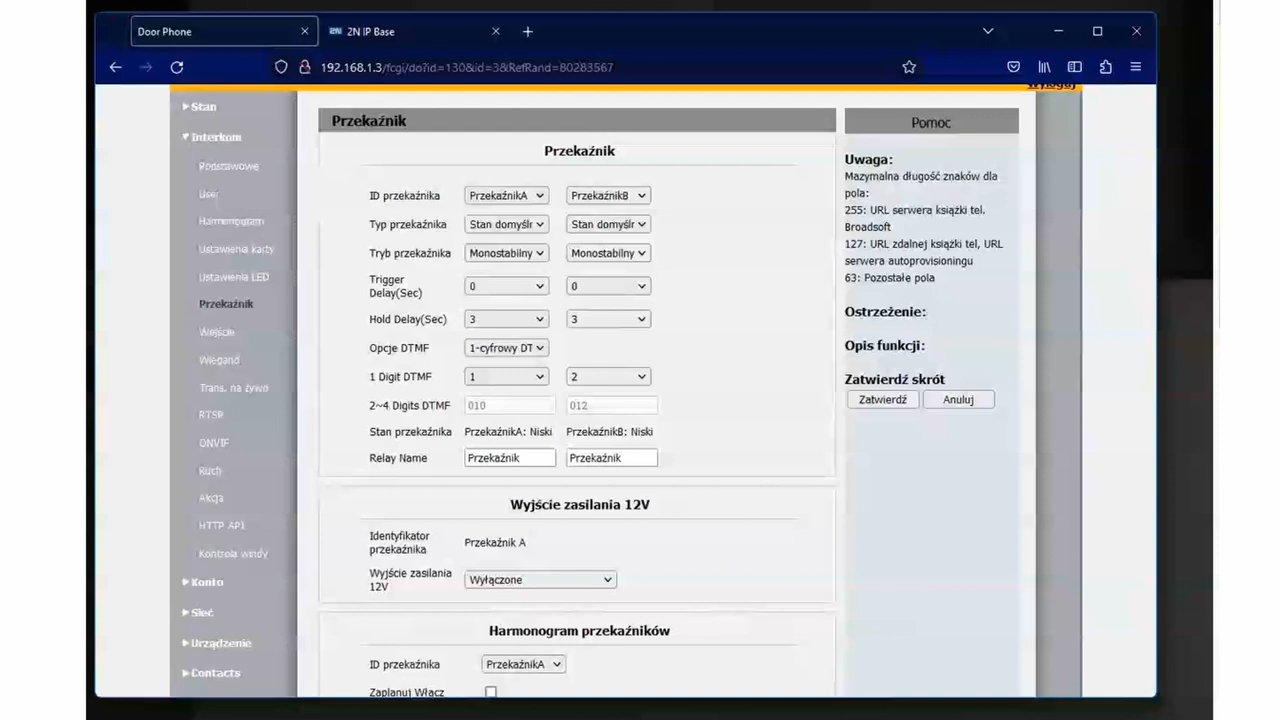 Door Phone
2N IP Base
192.168.1.3/fcgi/do?id=130&id=3&RefRand=80283567
Wyloguj
Stan
Interkom
Podstawowe
User
Harmonogram
Ustawienia karty
Ustawienia LED
Przekaźnik
Wejście
Wiegand
Trans. na żywo
RTSP
ONVIF
Ruch
Akcja
HTTP API
Kontrola windy
Konto
Sieć
Urządzenie
Contacts
Przekaźnik
Przekaźnik
ID przekaźnika PrzekaźnikA PrzekaźnikB
Typ przekaźnika Stan domyślr Stan domyślr
Tryb przekaźnika Monostabilny Monostabilny
Trigger
Delay(Sec) 0 0
Hold Delay(Sec) 3 3
Opcje DTMF 1-cyfrowy DT
1 Digit DTMF 1 2
2~4 Digits DTMF 010 012
Stan przekaźnika PrzekaźnikA: Niski PrzekaźnikB: Niski
Relay Name Przekaźnik Przekaźnik
Wyjście zasilania 12V
Identyfikator
przekaźnika Przekaźnik A
Wyjście zasilania
12V Wyłączone
Harmonogram przekaźników
ID przekaźnika PrzekaźnikA
Zaplanuj Włącz
Pomoc
Uwaga:
Mazymalna długość znaków dla
pola:
255: URL serwera książki tel.
Broadsoft
127: URL zdalnej książki tel, URL
serwera autoprovisioningu
63: Pozostałe pola
Ostrzeżenie:
Opis funkcji:
Zatwierdź skrót
Zatwierdź Anuluj